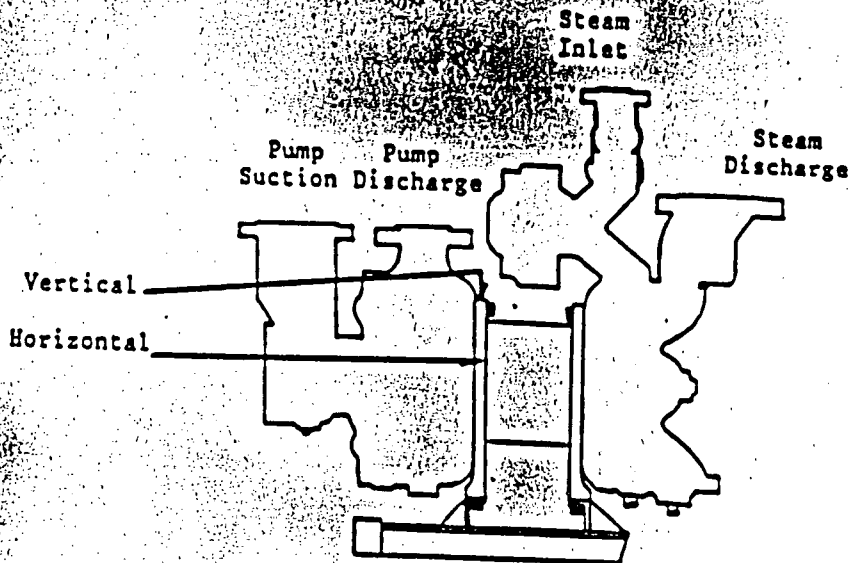 Steam
Inlet
Steam
Discharge
Pump
Suction
Pump
Discharge
Vertical
Horizontal